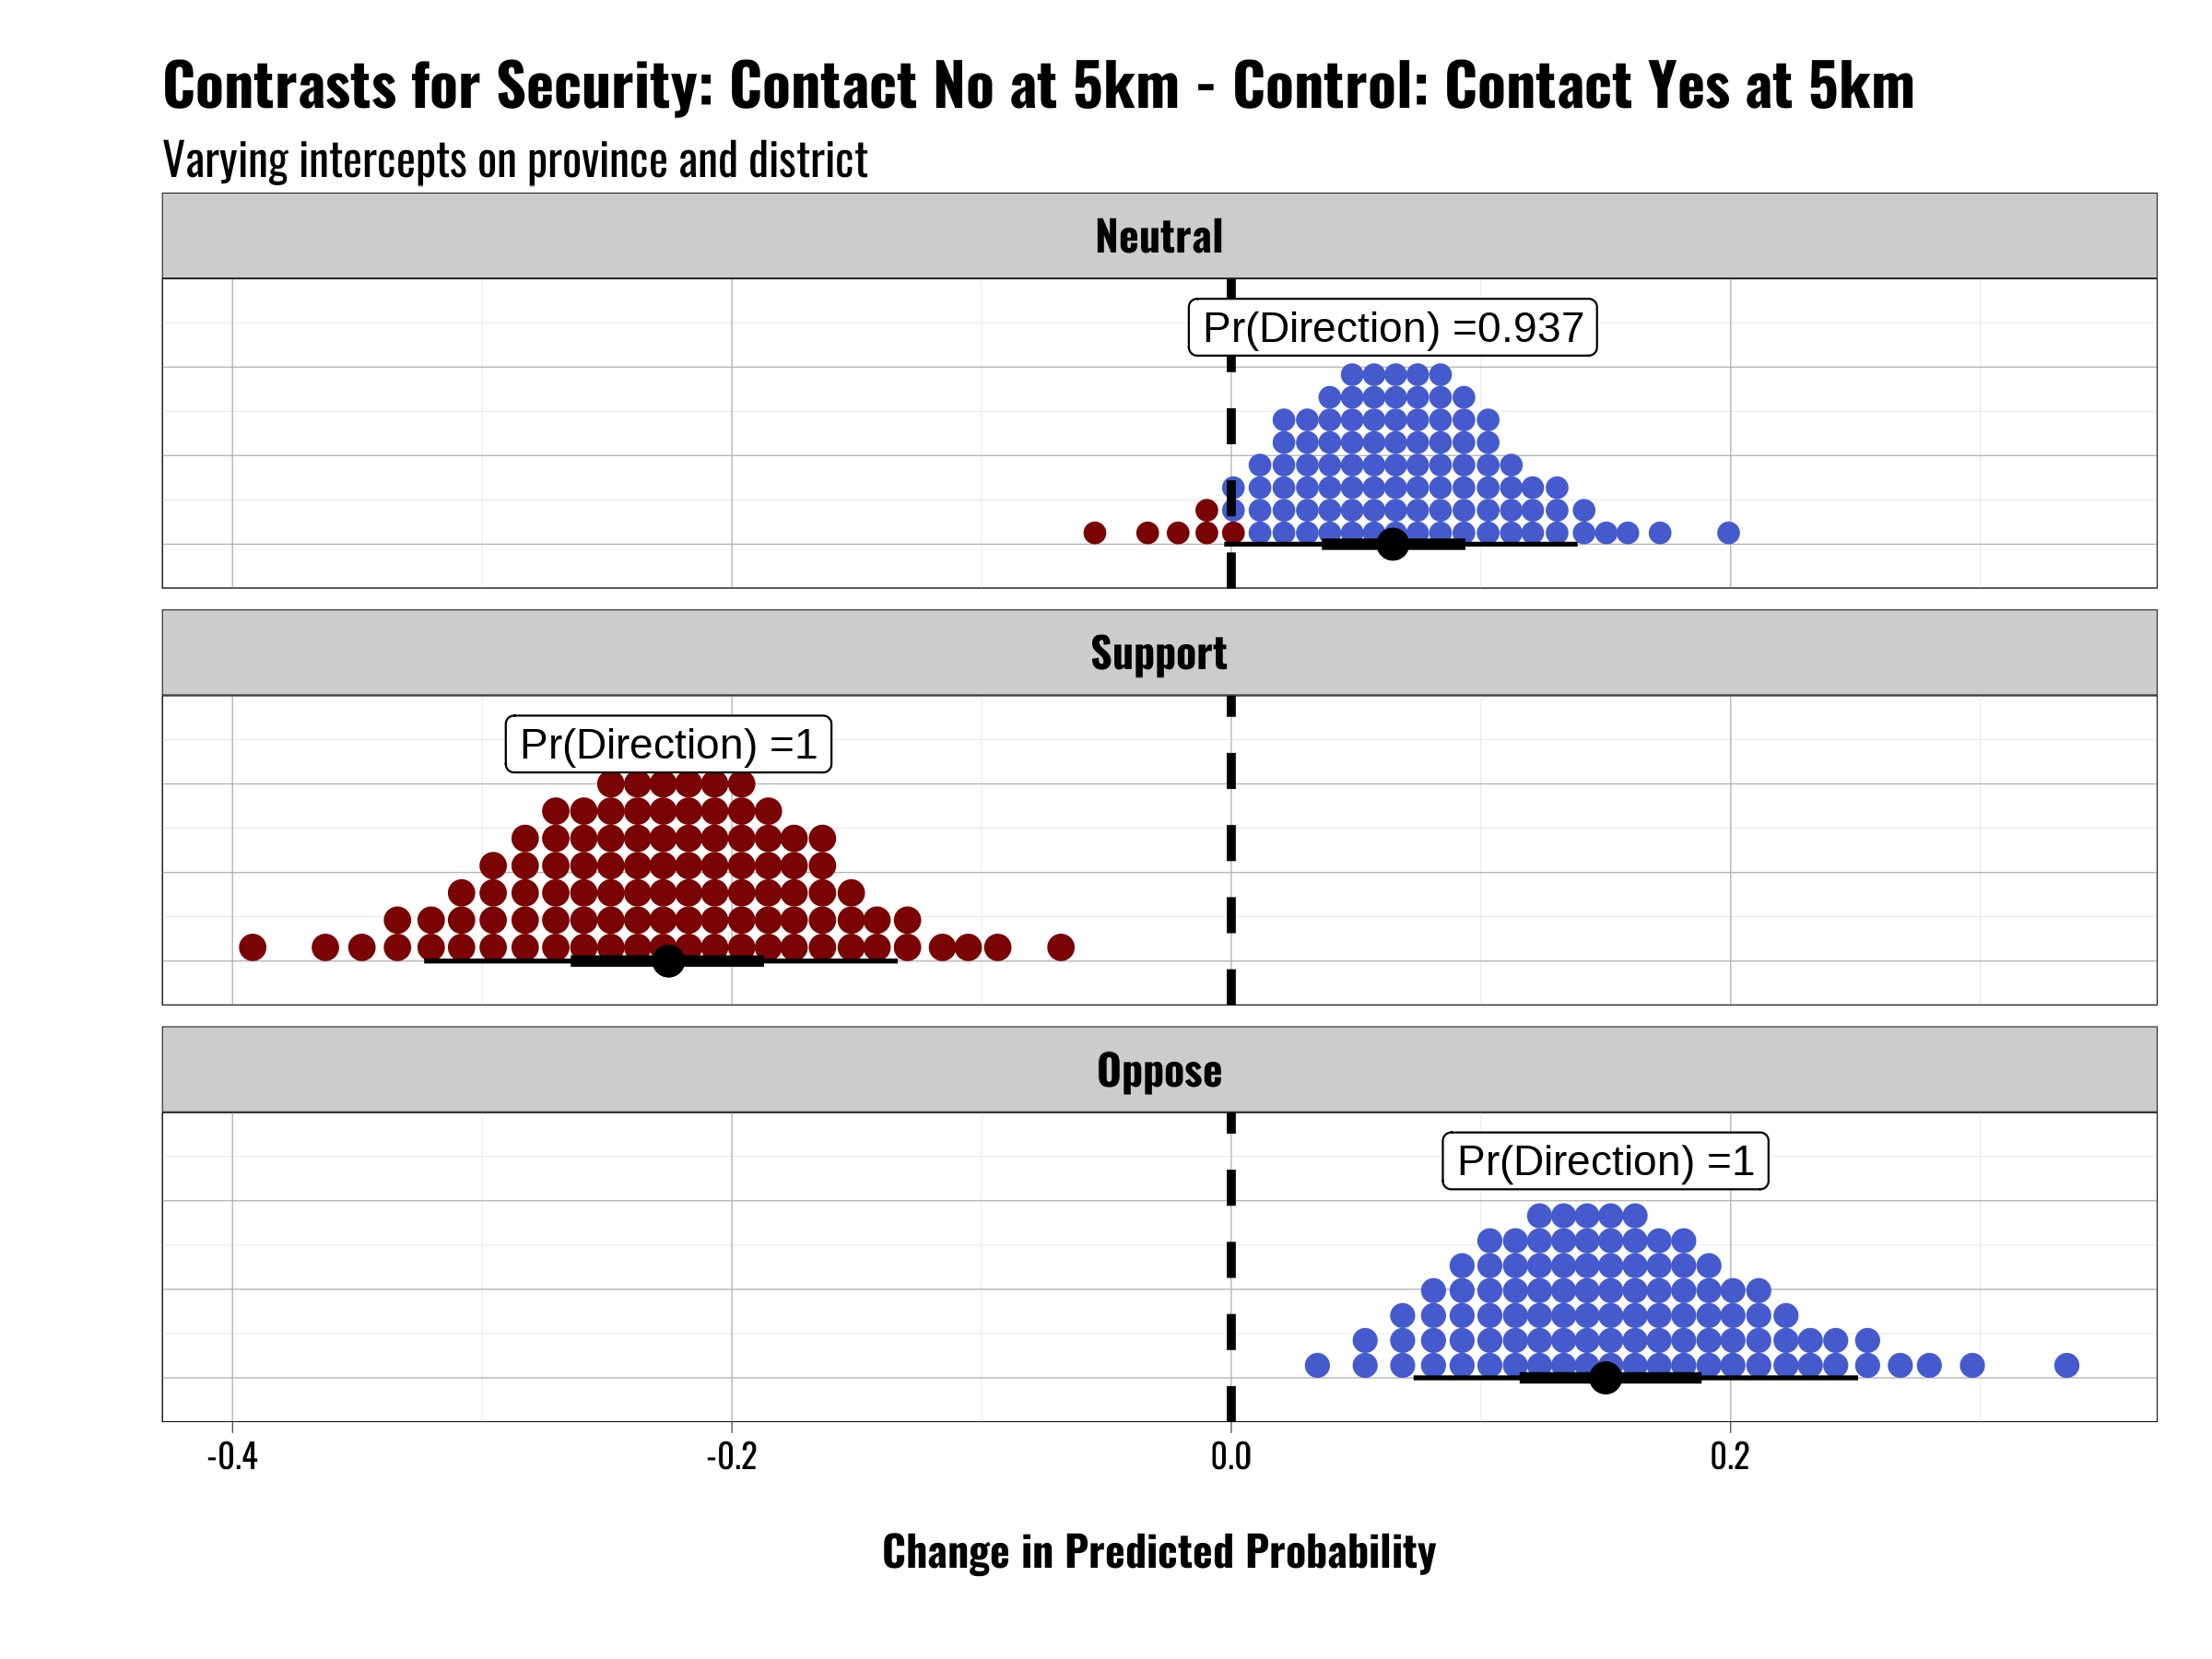 Contrasts for Security: Contact No at 5km - Control: Contact Yes at 5km
Varying intercepts on province and district
Neutral
Pr(Direction) =0.937
Support
Pr(Direction) =1
Oppose
Pr(Direction) =1
-0.4 -0.2 0.0 0.2
Change in Predicted Probability